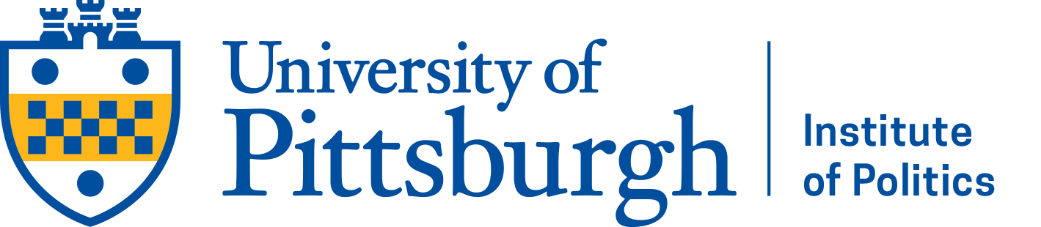 University of
Pittsburgh
Institute
of Politics